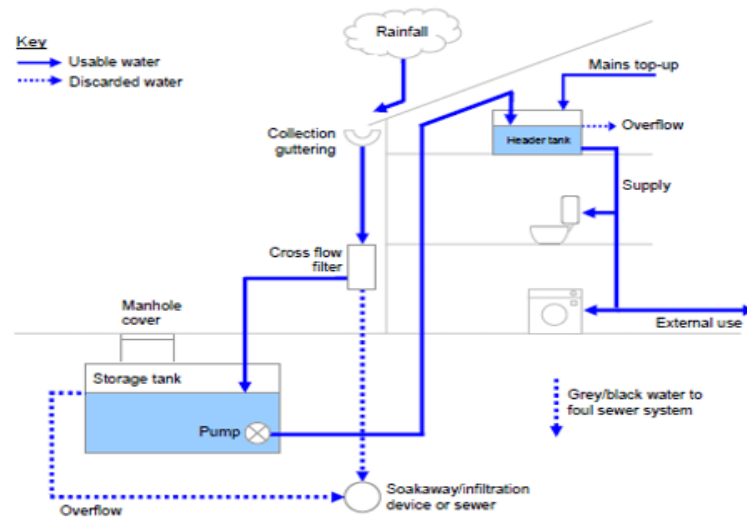 Key
Usable water
Discarded water
Rainfall
Mains top-up
Collection
guttering
Header tank
Overflow
Supply
Cross flow
filter
Manhole
cover
External use
Storage tank
Pump
Grey/black water to
foul sewer system
Soakaway/infiltration
device or sewer
Overflow